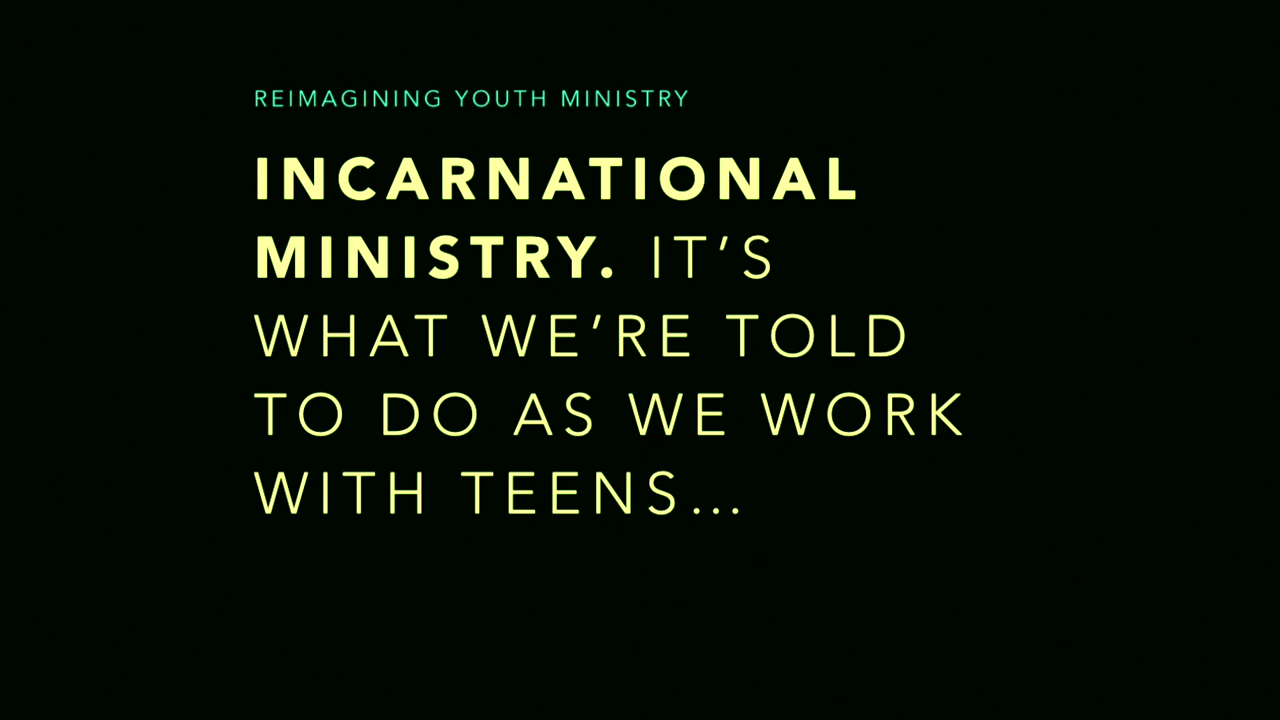 REIMAGINING YOUTH MINISTRY
INCARNATIONAL
MINISTRY. IT’S
WHAT WE’RE TOLD
TO DO AS WE WORK
WITH TEENS...